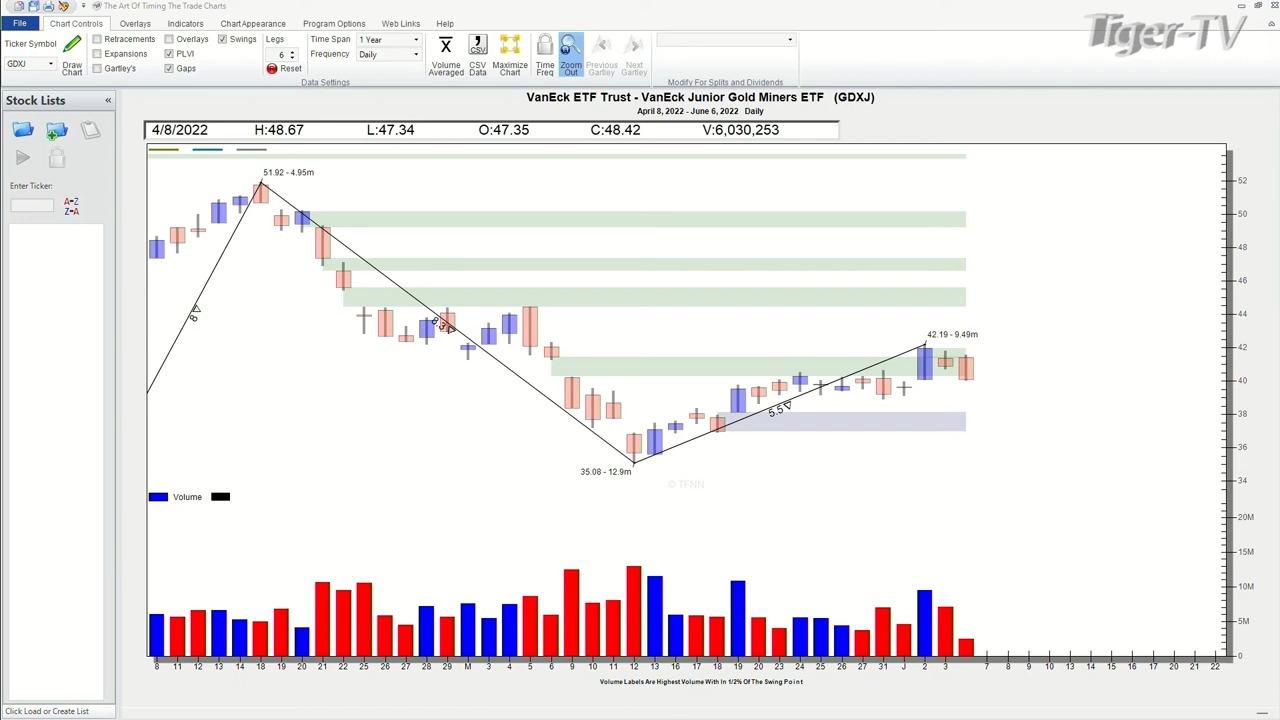 The Art Of Timing The Trade Charts
Tiger-TV
File Chart Controls Overlays Indicators Chart Appearance Program Options Web Links Help
Ticker Symbol
GDXJ
Draw Chart
Retracements Overlays Swings
Expansions PLVI
Gartley's Gaps
Legs
6
Reset
Time Span 1 Year
Frequency Daily
Data Settings
Volume Averaged
CSV Data
Maximize Chart
Time Freq
Zoom Out
Previous Gartley
Next Gartley
Modify For Splits and Dividends
Stock Lists «
Enter Ticker:
A-Z
Z-A
Click Load or Create List
VanEck ETF Trust - VanEck Junior Gold Miners ETF (GDXJ)
April 8, 2022 - June 6, 2022 Daily
4/8/2022 H:48.67 L:47.34 O:47.35 C:48.42 V:6,030,253
51.92 - 4.95m
8
8.3
42.19 - 9.49m
5.5
35.08 - 12.9m
© TFNN
52
50
48
46
44
42
40
38
36
34
Volume
20M
15M
10M
5M
0
8 11 12 13 14 18 19 20 21 22 25 26 27 28 29 M 3 4 5 6 9 10 11 12 13 16 17 18 19 20 23 24 25 26 27 31 J 2 3 7 8 9 10 13 14 15 16 17 21 22
Volume Labels Are Highest Volume With In 1/2% Of The Swing Point